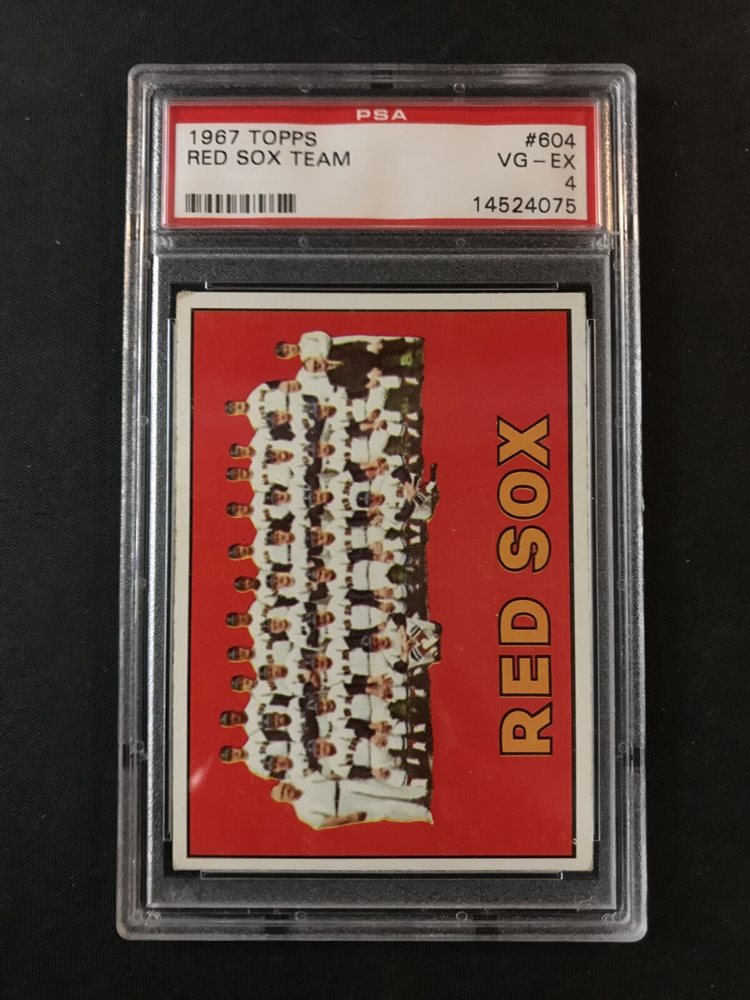 PSA
1967 TOPPS #604
RED SOX TEAM VG-EX
4
14524075
RED SOX